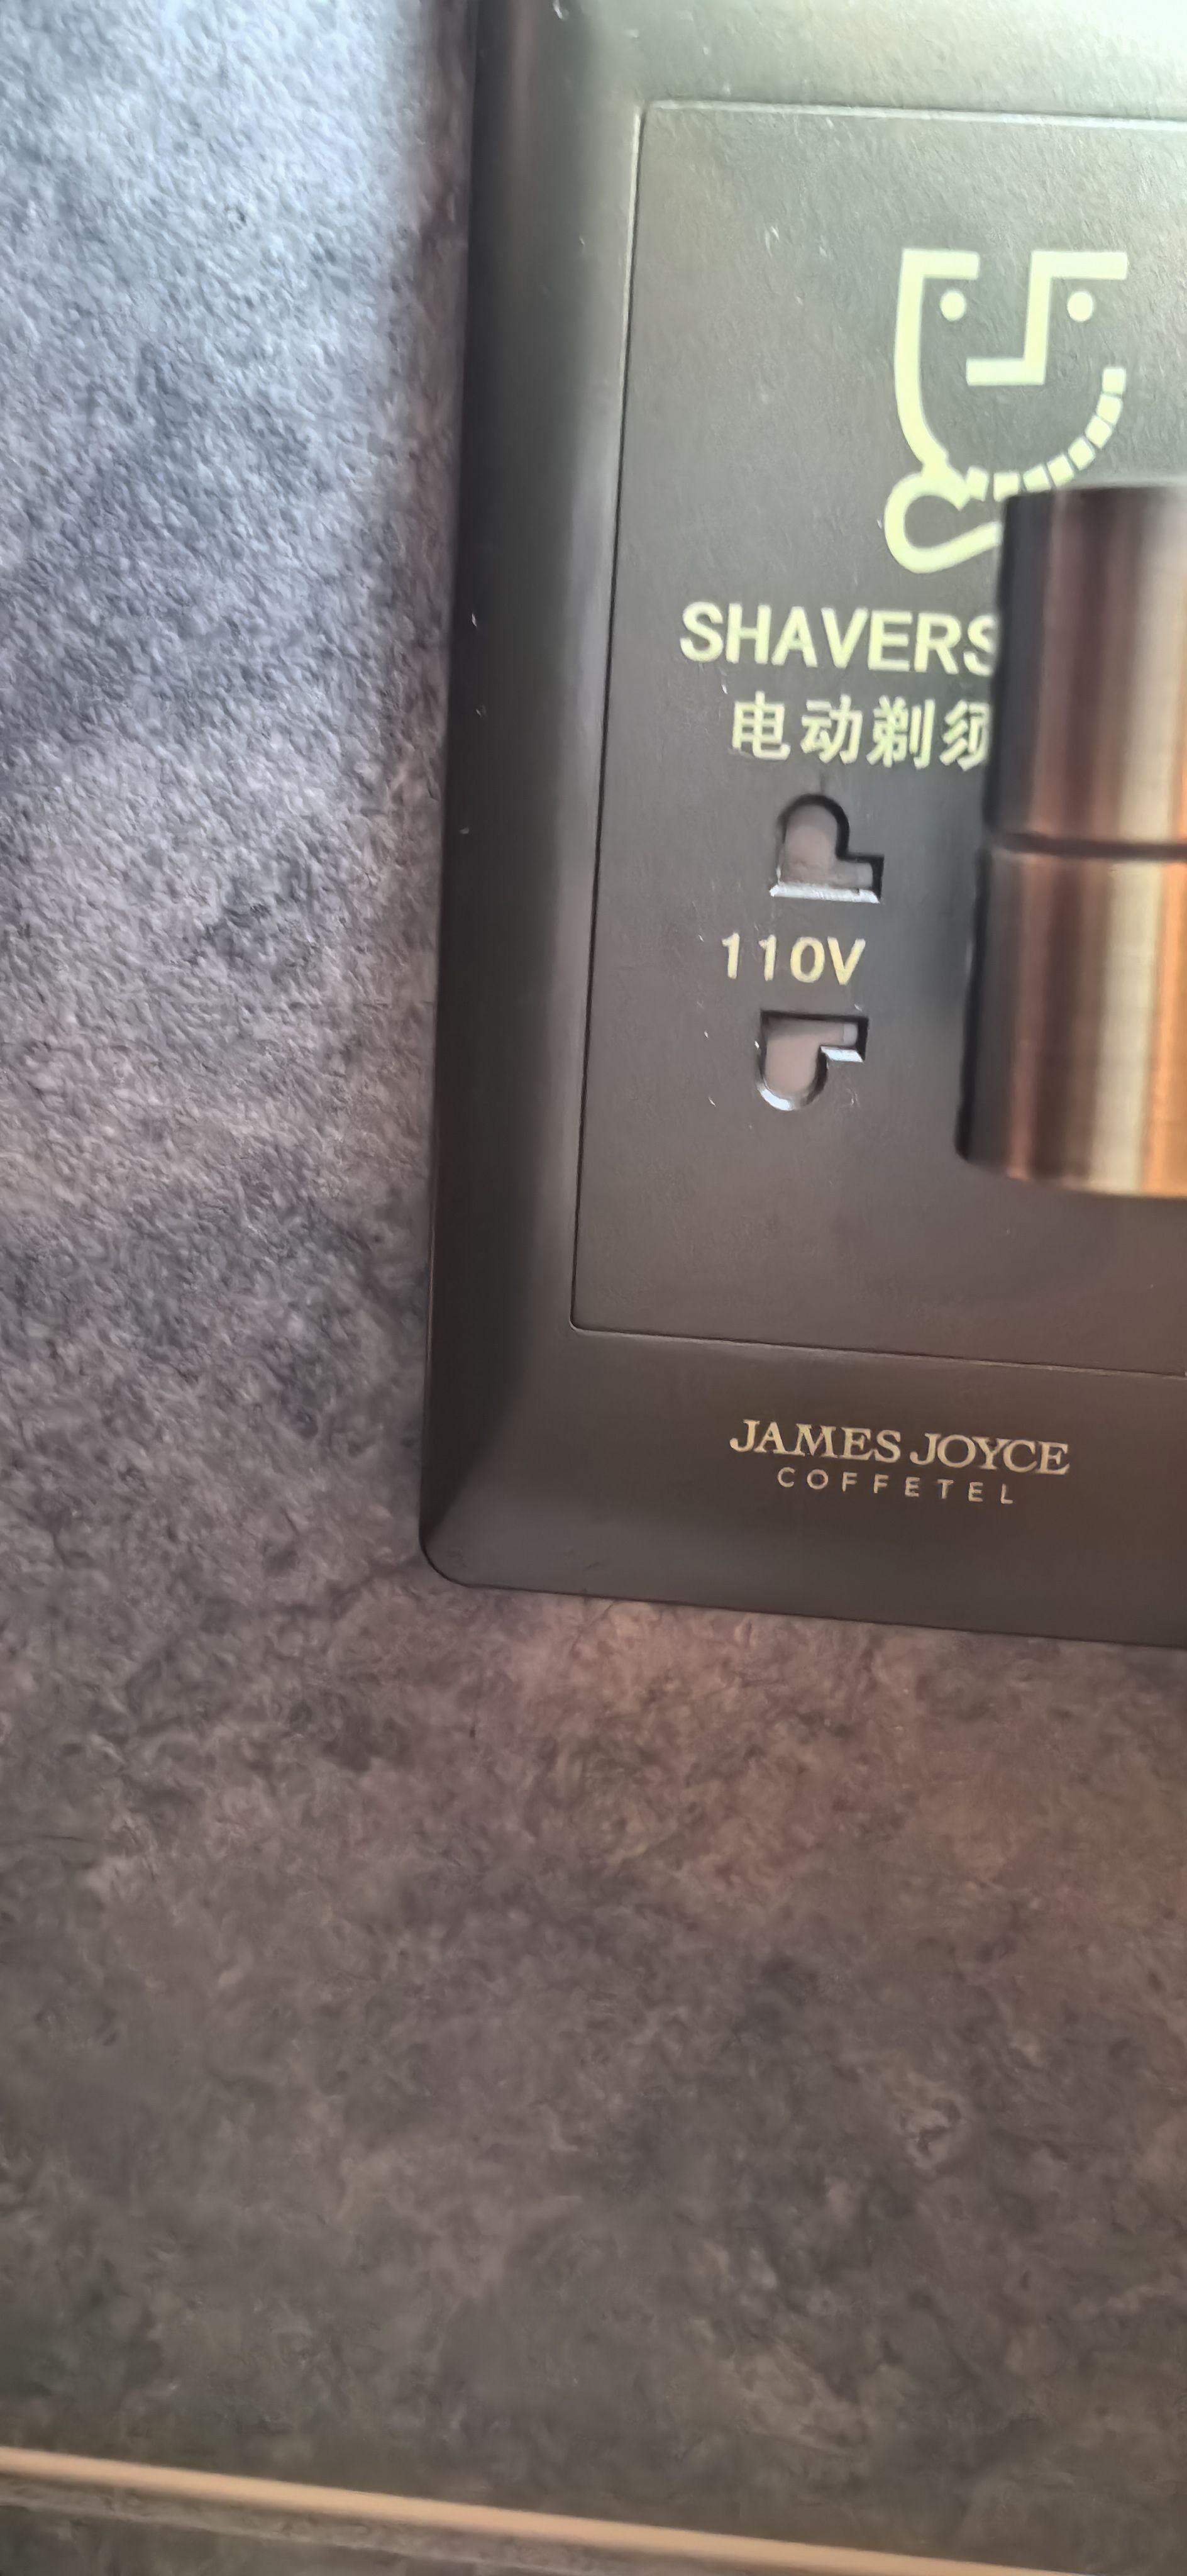 SHAVERS
电动剃须
110V
JAMES JOYCE
COFFETEL